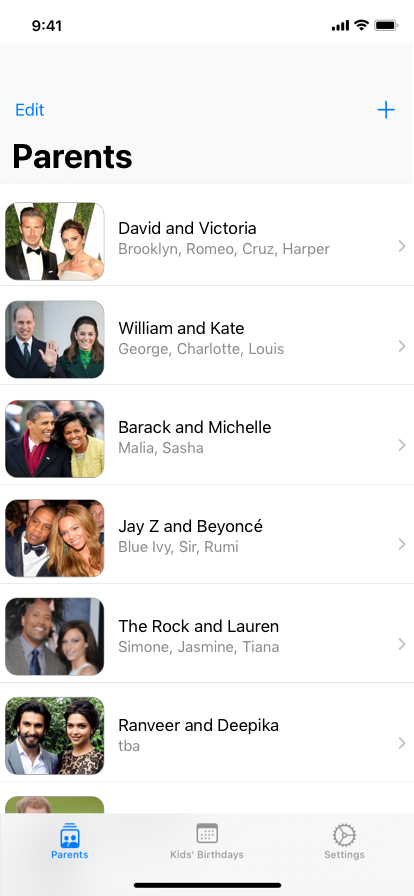 9:41
Edit
Parents
David and Victoria
Brooklyn, Romeo, Cruz, Harper
William and Kate
George, Charlotte, Louis
Barack and Michelle
Malia, Sasha
Jay Z and Beyoncé
Blue Ivy, Sir, Rumi
The Rock and Lauren
Simone, Jasmine, Tiana
Ranveer and Deepika
tba
Parents
Kids' Birthdays
Settings